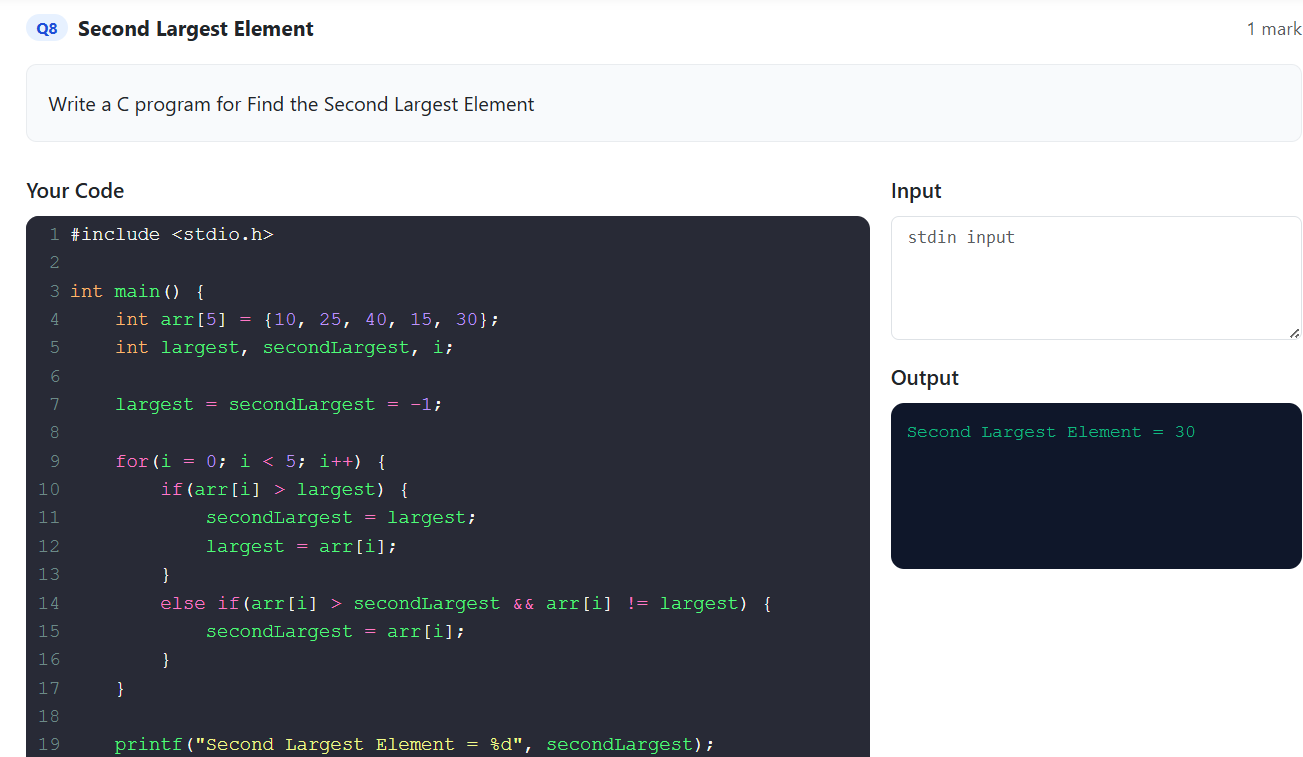 Q8 Second Largest Element 1 mark
Write a C program for Find the Second Largest Element
Your Code
1 #include <stdio.h>
2
3 int main() {
4     int arr[5] = {10, 25, 40, 15, 30};
5     int largest, secondLargest, i;
6
7     largest = secondLargest = -1;
8
9     for(i = 0; i < 5; i++) {
10         if(arr[i] > largest) {
11             secondLargest = largest;
12             largest = arr[i];
13         }
14         else if(arr[i] > secondLargest && arr[i] != largest) {
15             secondLargest = arr[i];
16         }
17     }
18
19     printf("Second Largest Element = %d", secondLargest);
Input
stdin input
Output
Second Largest Element = 30